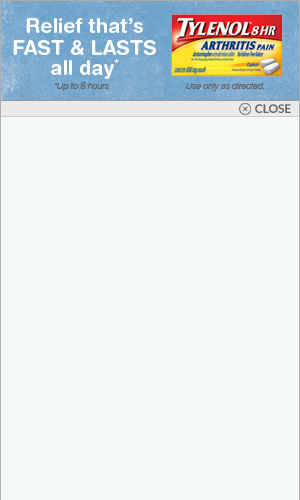 Relief that's
FAST & LASTS
all day*
*Up to 8 hours
TYLENOL® 8 HR
ARTHRITIS PAIN
Caplets
Use only as directed.
CLOSE